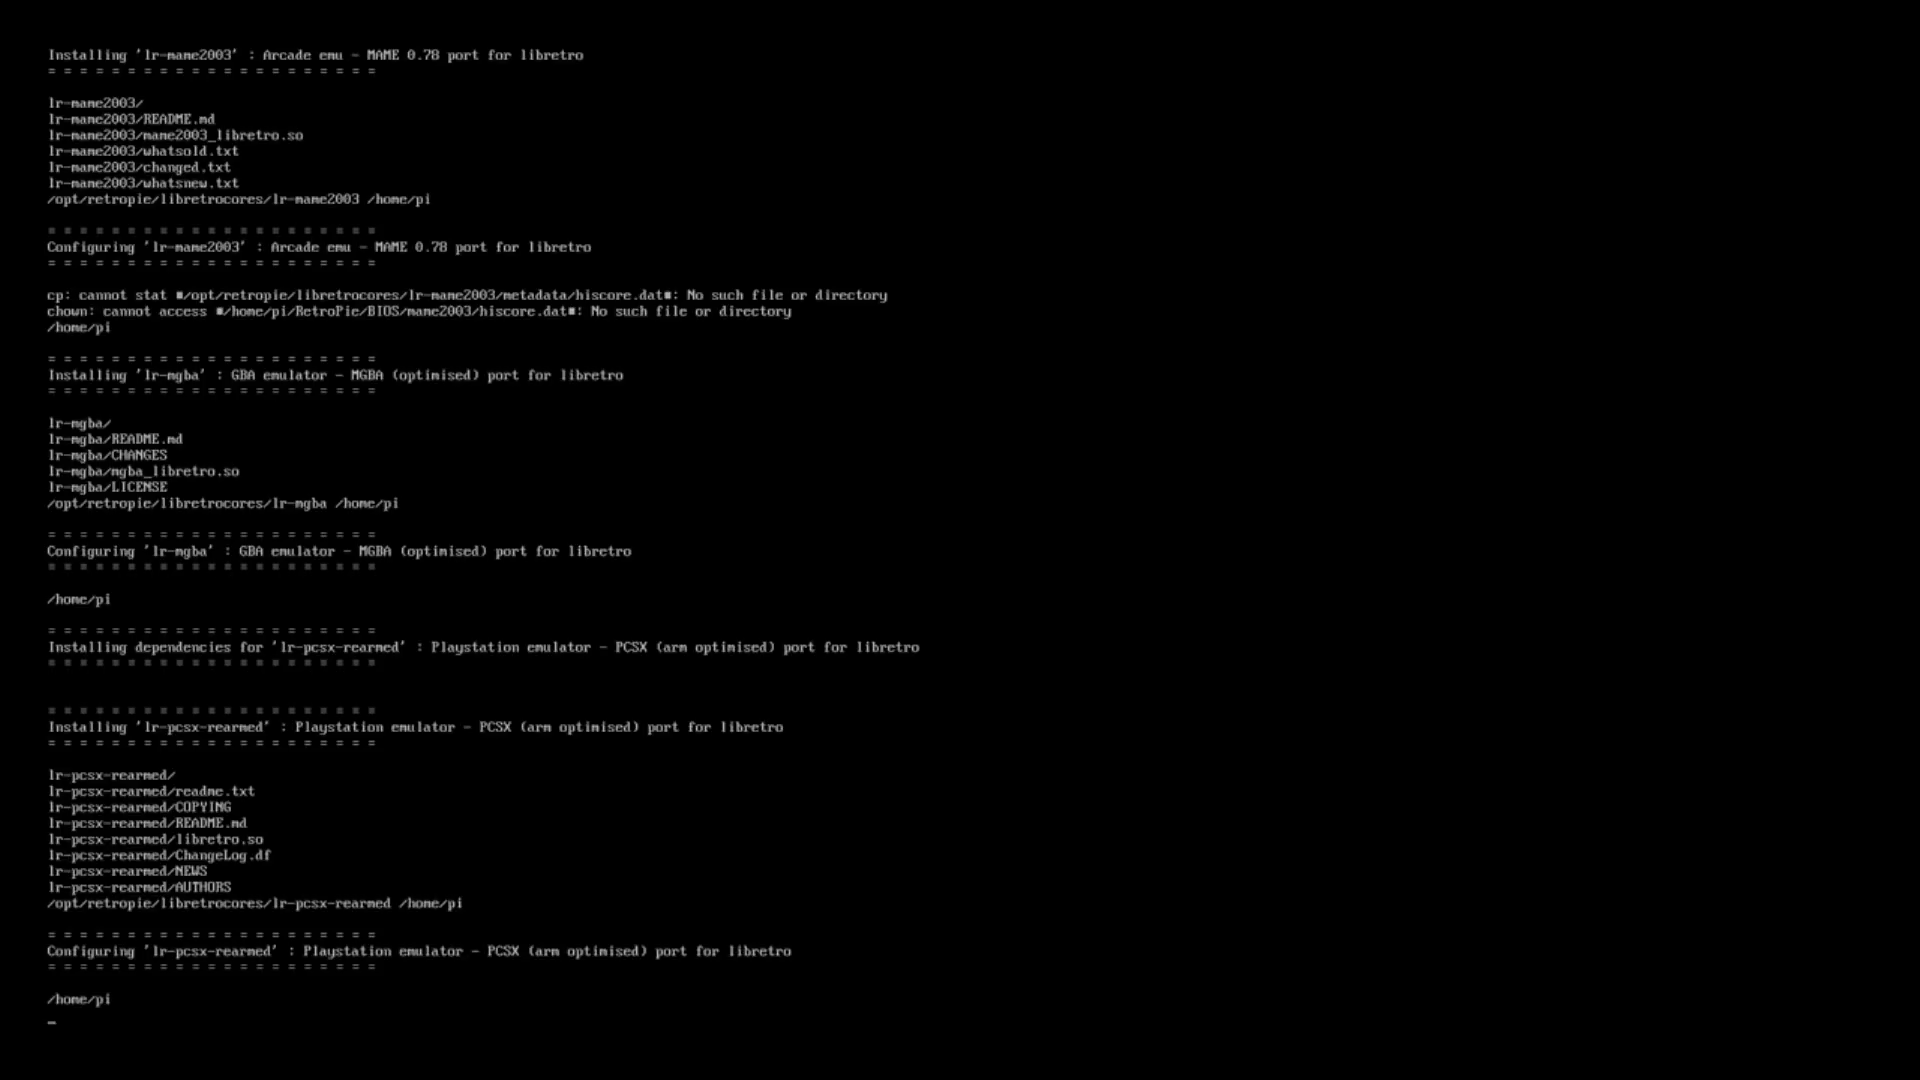 Installing 'lr-mame2003' : Arcade emu - MAME 0.78 port for libretro
= = = = = = = = = = = = = = = = = = = = =
lr-mame2003/
lr-mame2003/README.md
lr-mame2003/mame2003_libretro.so
lr-mame2003/whatsold.txt
lr-mame2003/changed.txt
lr-mame2003/whatsnew.txt
/opt/retropie/libretrocores/lr-mame2003 /home/pi
= = = = = = = = = = = = = = = = = = = = =
Configuring 'lr-mame2003' : Arcade emu - MAME 0.78 port for libretro
= = = = = = = = = = = = = = = = = = = = =
cp: cannot stat ■/opt/retropie/libretrocores/lr-mame2003/metadata/hiscore.dat■: No such file or directory
chown: cannot access ■/home/pi/RetroPie/BIOS/mame2003/hiscore.dat■: No such file or directory
/home/pi
= = = = = = = = = = = = = = = = = = = = =
Installing 'lr-mgba' : GBA emulator - MGBA (optimised) port for libretro
= = = = = = = = = = = = = = = = = = = = =
lr-mgba/
lr-mgba/README.md
lr-mgba/CHANGES
lr-mgba/mgba_libretro.so
lr-mgba/LICENSE
/opt/retropie/libretrocores/lr-mgba /home/pi
= = = = = = = = = = = = = = = = = = = = =
Configuring 'lr-mgba' : GBA emulator - MGBA (optimised) port for libretro
= = = = = = = = = = = = = = = = = = = = =
/home/pi
= = = = = = = = = = = = = = = = = = = = =
Installing dependencies for 'lr-pcsx-rearmed' : Playstation emulator - PCSX (arm optimised) port for libretro
= = = = = = = = = = = = = = = = = = = = =
= = = = = = = = = = = = = = = = = = = = =
Installing 'lr-pcsx-rearmed' : Playstation emulator - PCSX (arm optimised) port for libretro
= = = = = = = = = = = = = = = = = = = = =
lr-pcsx-rearmed/
lr-pcsx-rearmed/readme.txt
lr-pcsx-rearmed/COPYING
lr-pcsx-rearmed/README.md
lr-pcsx-rearmed/libretro.so
lr-pcsx-rearmed/ChangeLog.df
lr-pcsx-rearmed/NEWS
lr-pcsx-rearmed/AUTHORS
/opt/retropie/libretrocores/lr-pcsx-rearmed /home/pi
= = = = = = = = = = = = = = = = = = = = =
Configuring 'lr-pcsx-rearmed' : Playstation emulator - PCSX (arm optimised) port for libretro
= = = = = = = = = = = = = = = = = = = = =
/home/pi
_